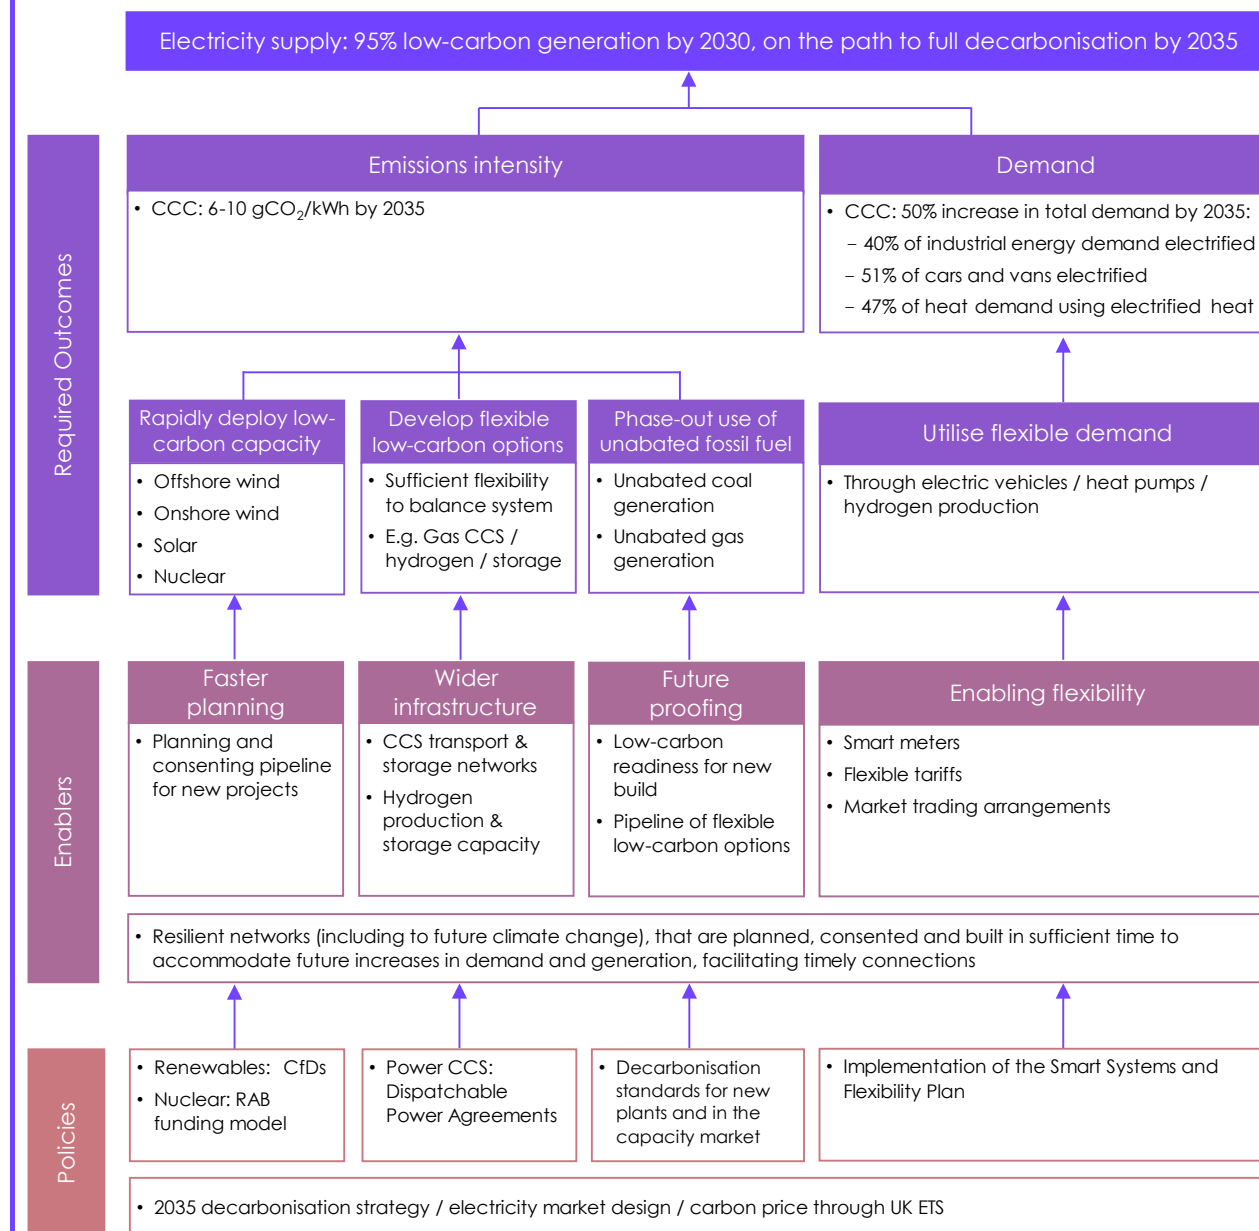 Electricity supply: 95% low-carbon generation by 2030, on the path to full decarbonisation by 2035
Required Outcomes
Emissions intensity
• CCC: 6-10 gCO₂/kWh by 2035
Demand
• CCC: 50% increase in total demand by 2035:
– 40% of industrial energy demand electrified
– 51% of cars and vans electrified
– 47% of heat demand using electrified heat
Rapidly deploy low-
carbon capacity
• Offshore wind
• Onshore wind
• Solar
• Nuclear
Develop flexible
low-carbon options
• Sufficient flexibility
to balance system
• E.g. Gas CCS /
hydrogen / storage
Phase-out use of
unabated fossil fuel
• Unabated coal
generation
• Unabated gas
generation
Utilise flexible demand
• Through electric vehicles / heat pumps /
hydrogen production
Enablers
Faster
planning
• Planning and
consenting pipeline
for new projects
Wider
infrastructure
• CCS transport &
storage networks
• Hydrogen
production &
storage capacity
Future
proofing
• Low-carbon
readiness for new
build
• Pipeline of flexible
low-carbon options
Enabling flexibility
• Smart meters
• Flexible tariffs
• Market trading arrangements
• Resilient networks (including to future climate change), that are planned, consented and built in sufficient time to
accommodate future increases in demand and generation, facilitating timely connections
Policies
• Renewables: CfDs
• Nuclear: RAB
funding model
• Power CCS:
Dispatchable
Power Agreements
• Decarbonisation
standards for new
plants and in the
capacity market
• Implementation of the Smart Systems and
Flexibility Plan
• 2035 decarbonisation strategy / electricity market design / carbon price through UK ETS